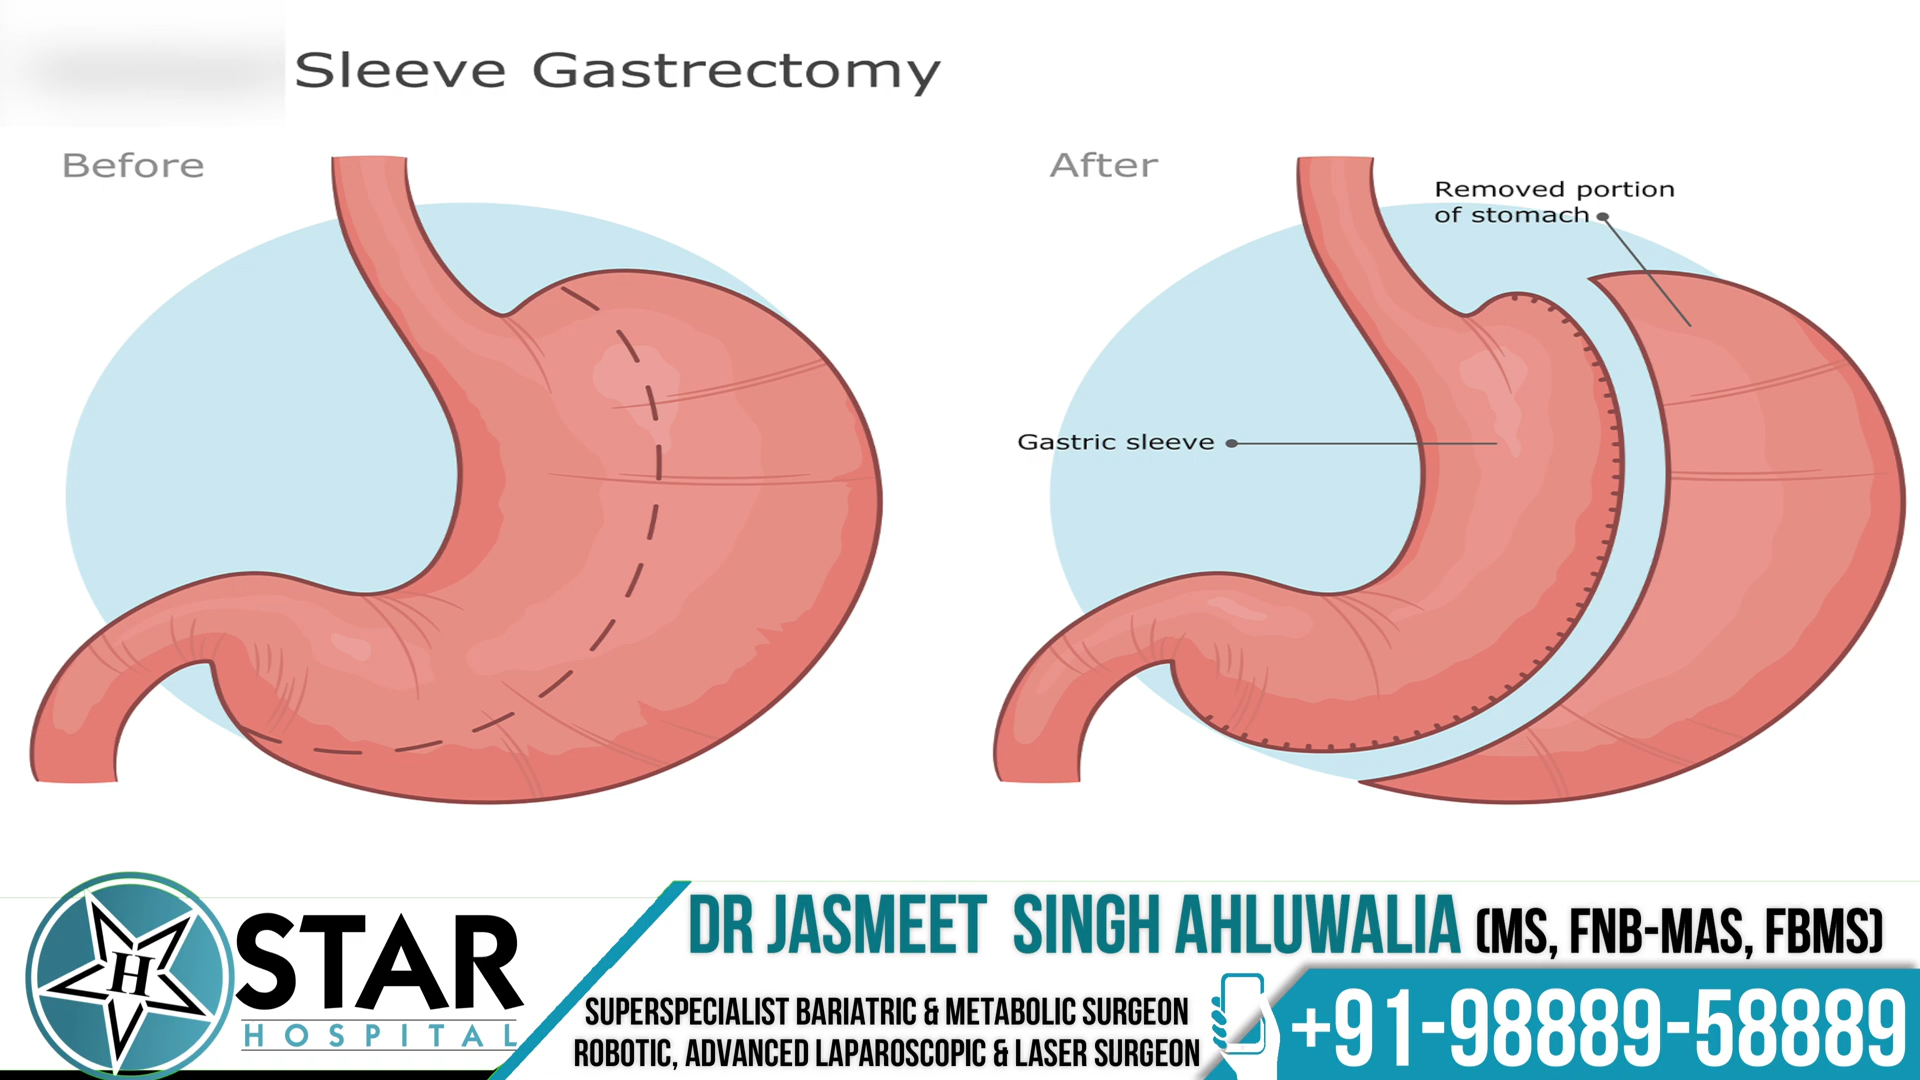 Sleeve Gastrectomy
Before
After
Removed portion
of stomach
Gastric sleeve
H
STAR
HOSPITAL
DR JASMEET SINGH AHLUWALIA (MS, FNB-MAS, FBMS)
SUPERSPECIALIST BARIATRIC & METABOLIC SURGEON
ROBOTIC, ADVANCED LAPAROSCOPIC & LASER SURGEON
+91-98889-58889